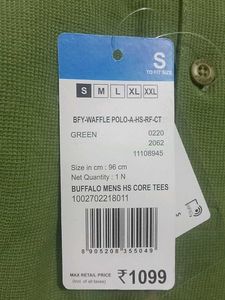 S
TO FIT SIZE
S M L XL XXL
BFY-WAFFLE POLO-A-HS-RF-CT
GREEN 0220
2062
11108945
Size in cm : 96 cm
Net Quantity : 1 N
BUFFALO MENS HS CORE TEES
1002702218011
8 905208 355049
MAX RETAIL PRICE ₹1099
(Incl. of all taxes)
S